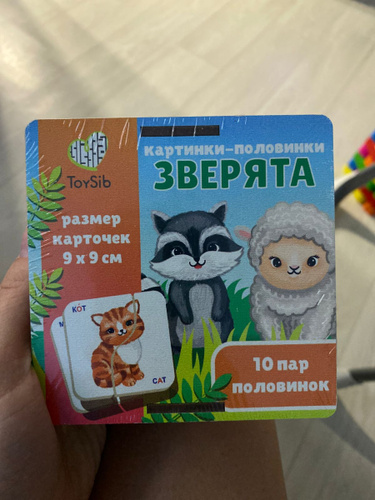 ToySib
картинки-половинки
ЗВЕРЯТА
размер
карточек
9 x 9 см
КОТ
CAT
10 пар
половинок